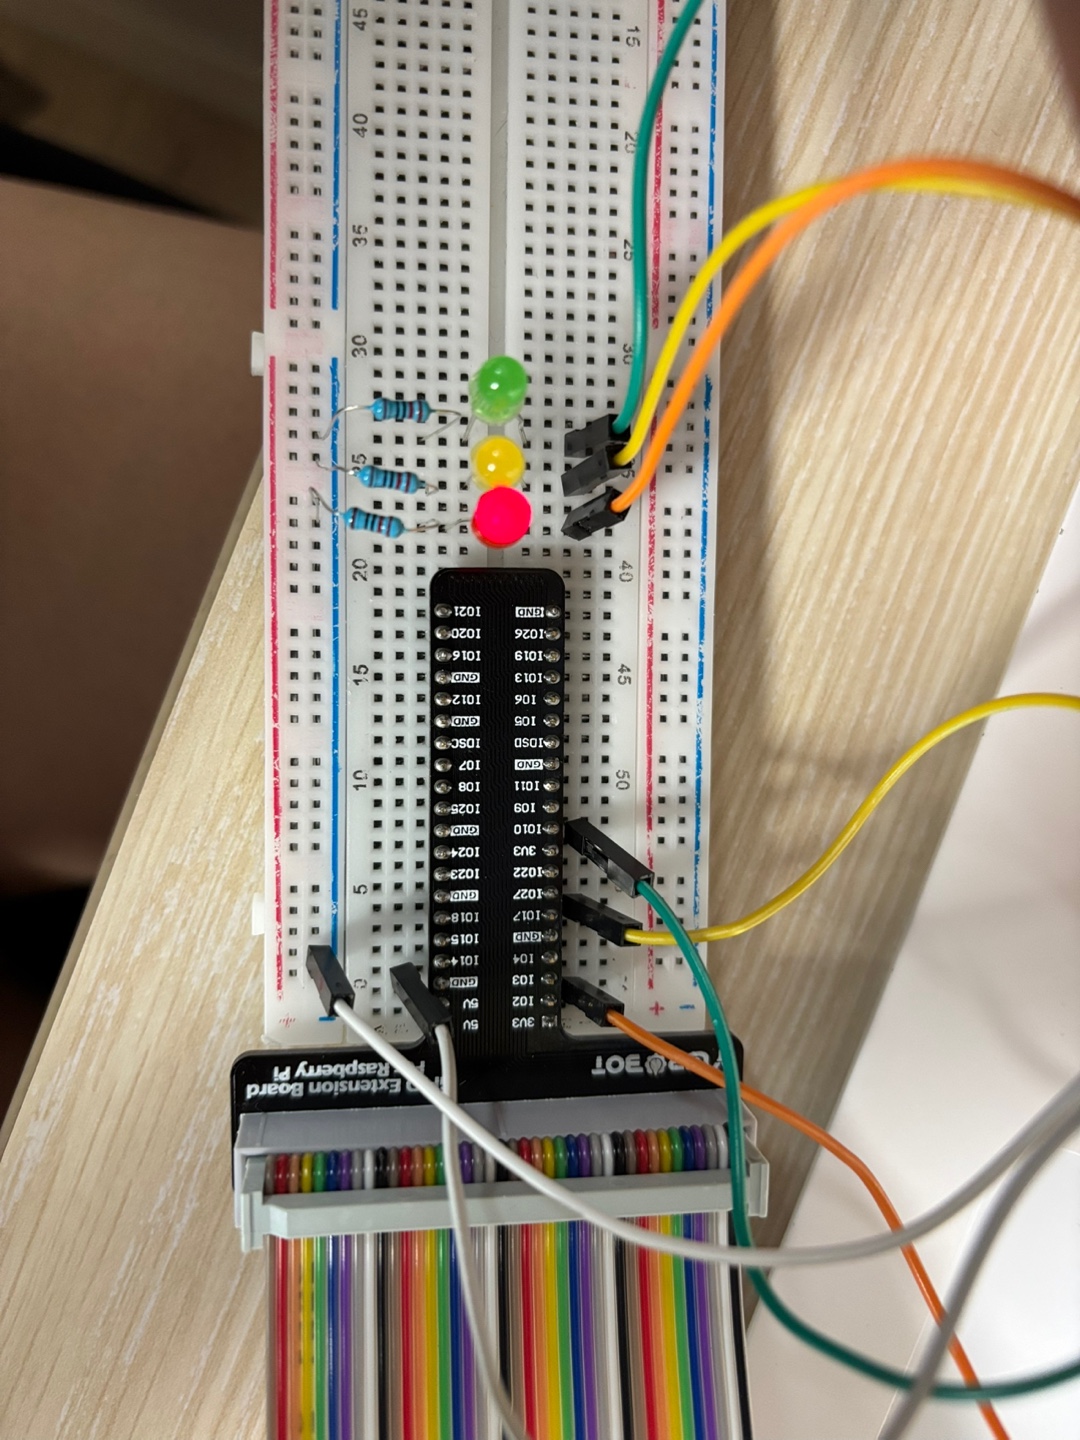 45
40
35
30
20
15
10
5
15
25
30
40
45
50
IO21 GND
IO20 IO26
IO16 IO19
GND IO13
IO12 IO6
GND IO5
IDSC IDSD
IO7 GND
IO8 IO11
IO25 IO9
GND IO10
IO24 3V3
IO23 IO22
GND IO27
IO18 IO17
IO15 GND
IO14 IO4
GND IO3
5V IO2
5V 3V3
+ -
Extension Board
Raspberry Pi